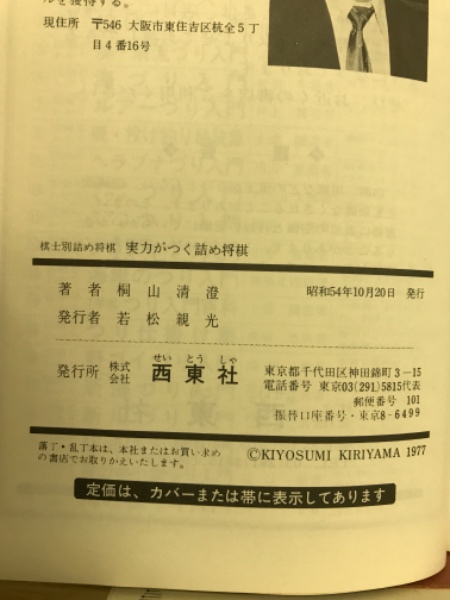 ルを獲得する。
現住所 〒546 大阪市東住吉区杭全5丁
目4番16号
棋士別詰め将棋 実力がつく詰め将棋
著者 桐山清澄 昭和54年10月20日 発行
発行者 若松親光
発行所 株式会社 西東社 せいとうしゃ
東京都千代田区神田錦町3-15
電話番号 東京03(291)5815代表
郵便番号 101
振替口座番号・東京8-6499
落丁・乱丁本は、本社またはお買い求め
の書店でお取りかえいたします。
©KIYOSUMI KIRIYAMA 1977
定価は、カバーまたは帯に表示してあります